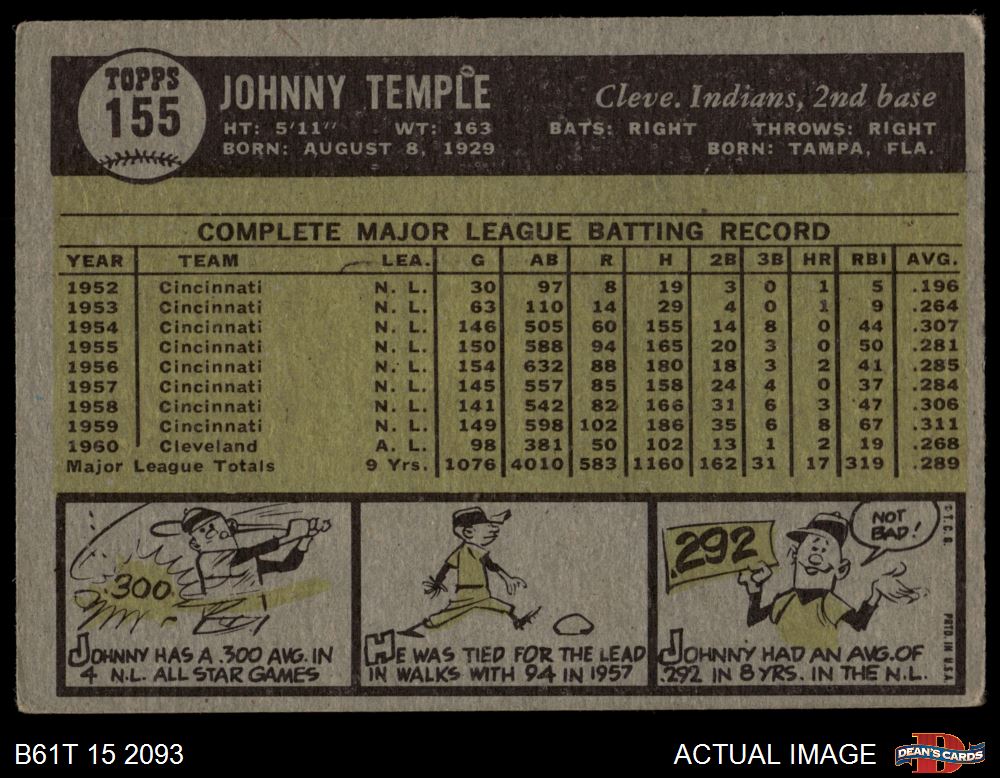 TOPPS
155
JOHNNY TEMPLE
Cleve. Indians, 2nd base
HT: 5'11" WT: 163 BATS: RIGHT THROWS: RIGHT
BORN: AUGUST 8, 1929 BORN: TAMPA, FLA.
COMPLETE MAJOR LEAGUE BATTING RECORD
YEAR TEAM LEA. G AB R H 2B 3B HR RBI AVG.
1952 Cincinnati N. L. 30 97 8 19 3 0 1 5 .196
1953 Cincinnati N. L. 63 110 14 29 4 0 1 9 .264
1954 Cincinnati N. L. 146 505 60 155 14 8 0 44 .307
1955 Cincinnati N. L. 150 588 94 165 20 3 0 50 .281
1956 Cincinnati N. L. 154 632 88 180 18 3 2 41 .285
1957 Cincinnati N. L. 145 557 85 158 24 4 0 37 .284
1958 Cincinnati N. L. 141 542 82 166 31 6 3 47 .306
1959 Cincinnati N. L. 149 598 102 186 35 6 8 67 .311
1960 Cleveland A. L. 98 381 50 102 13 1 2 19 .268
Major League Totals 9 Yrs. 1076 4010 583 1160 162 31 17 319 .289
.300
JOHNNY HAS A .300 AVG. IN
4 N.L. ALL STAR GAMES
HE WAS TIED FOR THE LEAD
IN WALKS WITH 94 IN 1957
.292
NOT
BAD!
JOHNNY HAD AN AVG. OF
.292 IN 8 YRS. IN THE N.L.
© T.C.G.
PRTD. IN U.S.A.
B61T 15 2093
ACTUAL IMAGE
DEAN'S CARDS